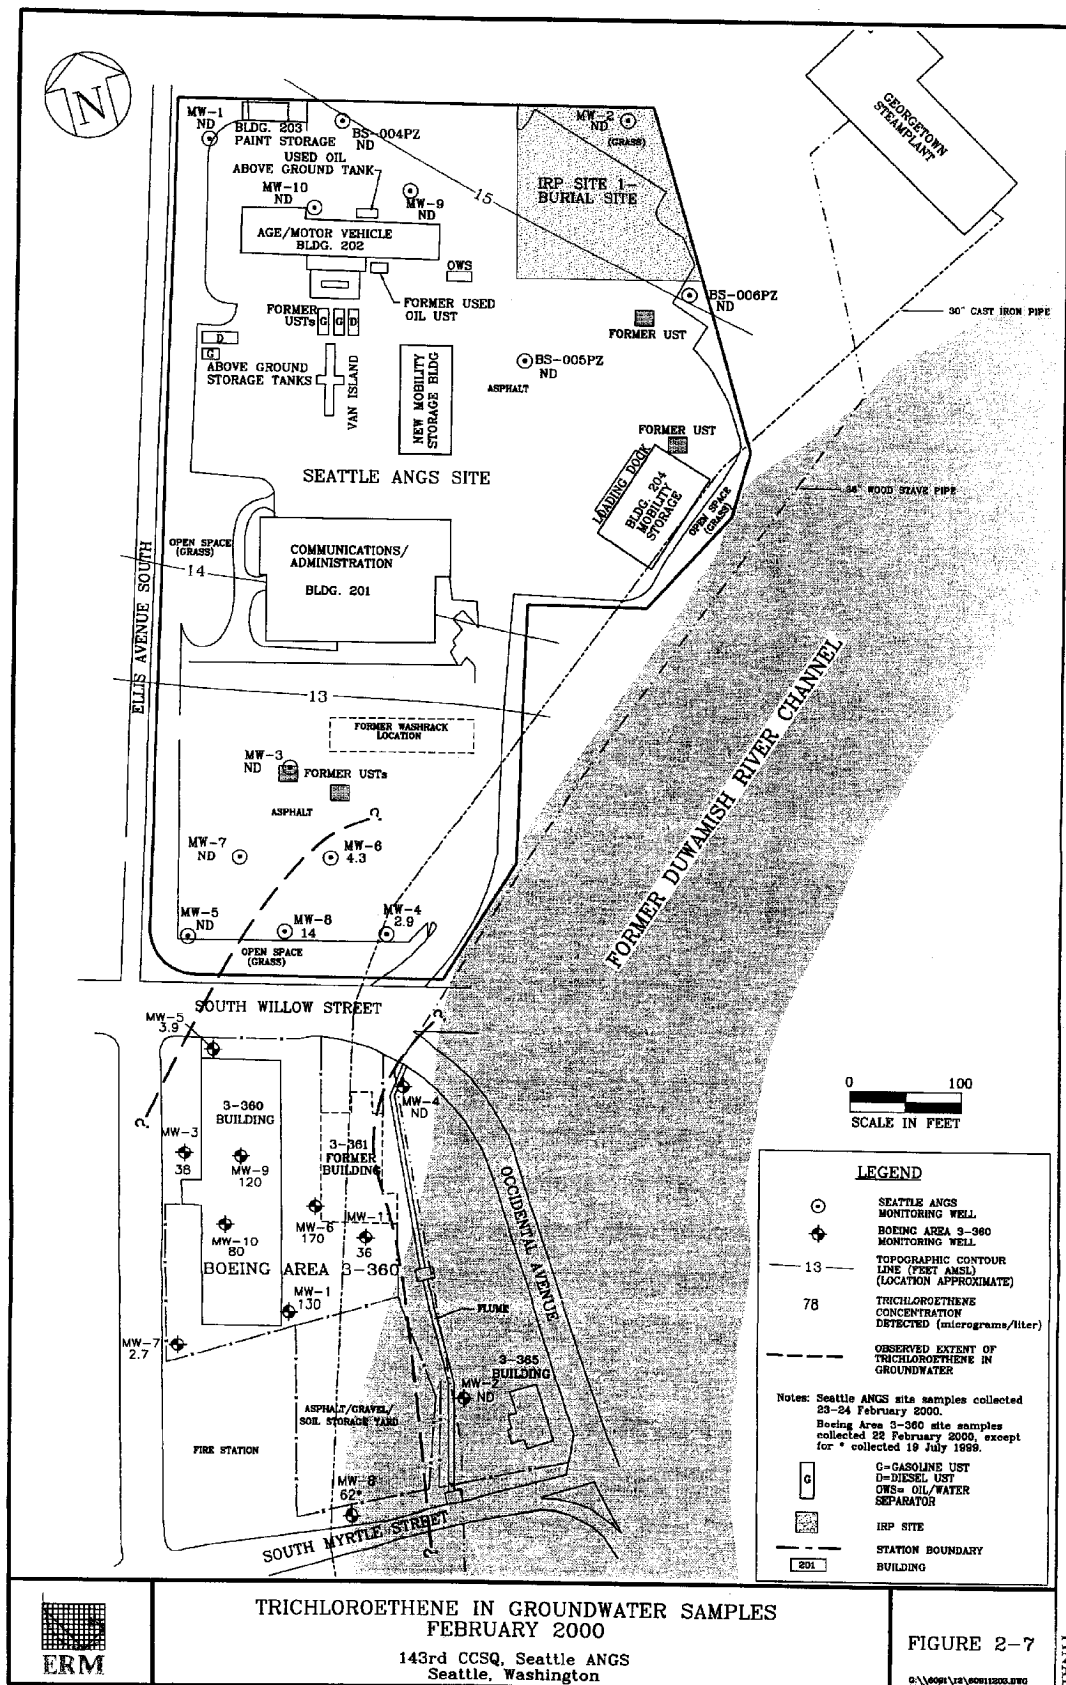 N
MW-1
ND
BLDG. 203
PAINT STORAGE
BS-004PZ
ND
USED OIL
ABOVE GROUND TANK
MW-2
ND
(GRASS)
GEORGETOWN
STEAMPLANT
MW-10
ND
MW-9
ND
15
IRP SITE 1-
BURIAL SITE
AGE/MOTOR VEHICLE
BLDG. 202
OWS
FORMER USED
OIL UST
FORMER
USTs
G
G
D
BS-006PZ
ND
30" CAST IRON PIPE
FORMER UST
D
G
ABOVE GROUND
STORAGE TANKS
VAN ISLAND
NEW MOBILITY
STORAGE BLDG
BS-005PZ
ND
ASPHALT
FORMER UST
SEATTLE ANGS SITE
LOADING DOCK
BLDG. 204
MOBILITY
STORAGE
OPEN SPACE
(GRASS)
36" WOOD STAVE PIPE
OPEN SPACE
(GRASS)
14
COMMUNICATIONS/
ADMINISTRATION
BLDG. 201
ELLIS AVENUE SOUTH
13
FORMER WASHRACK
LOCATION
FORMER DUWAMISH RIVER CHANNEL
MW-3
ND
FORMER USTs
ASPHALT
?
MW-7
ND
MW-6
4.3
MW-5
ND
MW-8
14
MW-4
2.9
OPEN SPACE
(GRASS)
SOUTH WILLOW STREET
?
MW-5
3.9
MW-4
ND
3-360
BUILDING
?
MW-3
38
MW-9
120
3-361
FORMER
BUILDING
MW-10
80
MW-6
170
MW-11
36
BOEING AREA 3-360
OCCIDENTAL AVENUE
MW-1
130
FLUME
MW-7
2.7
3-365
BUILDING
MW-2
ND
ASPHALT/GRAVEL/
SOIL STORAGE YARD
FIRE STATION
MW-8
62*
SOUTH MYRTLE STREET
?
0 100
SCALE IN FEET
LEGEND
SEATTLE ANGS
MONITORING WELL
BOEING AREA 3-360
MONITORING WELL
13
TOPOGRAPHIC CONTOUR
LINE (FEET AMSL)
(LOCATION APPROXIMATE)
78
TRICHLOROETHENE
CONCENTRATION
DETECTED (micrograms/liter)
OBSERVED EXTENT OF
TRICHLOROETHENE IN
GROUNDWATER
Notes: Seattle ANGS site samples collected
23-24 February 2000.
Boeing Area 3-360 site samples
collected 22 February 2000, except
for * collected 19 July 1999.
G
G=GASOLINE UST
D=DIESEL UST
OWS= OIL/WATER
SEPARATOR
IRP SITE
STATION BOUNDARY
201
BUILDING
ERM
TRICHLOROETHENE IN GROUNDWATER SAMPLES
FEBRUARY 2000
143rd CCSQ, Seattle ANGS
Seattle, Washington
FIGURE 2-7
G:\\6091\12\60911203.DWG